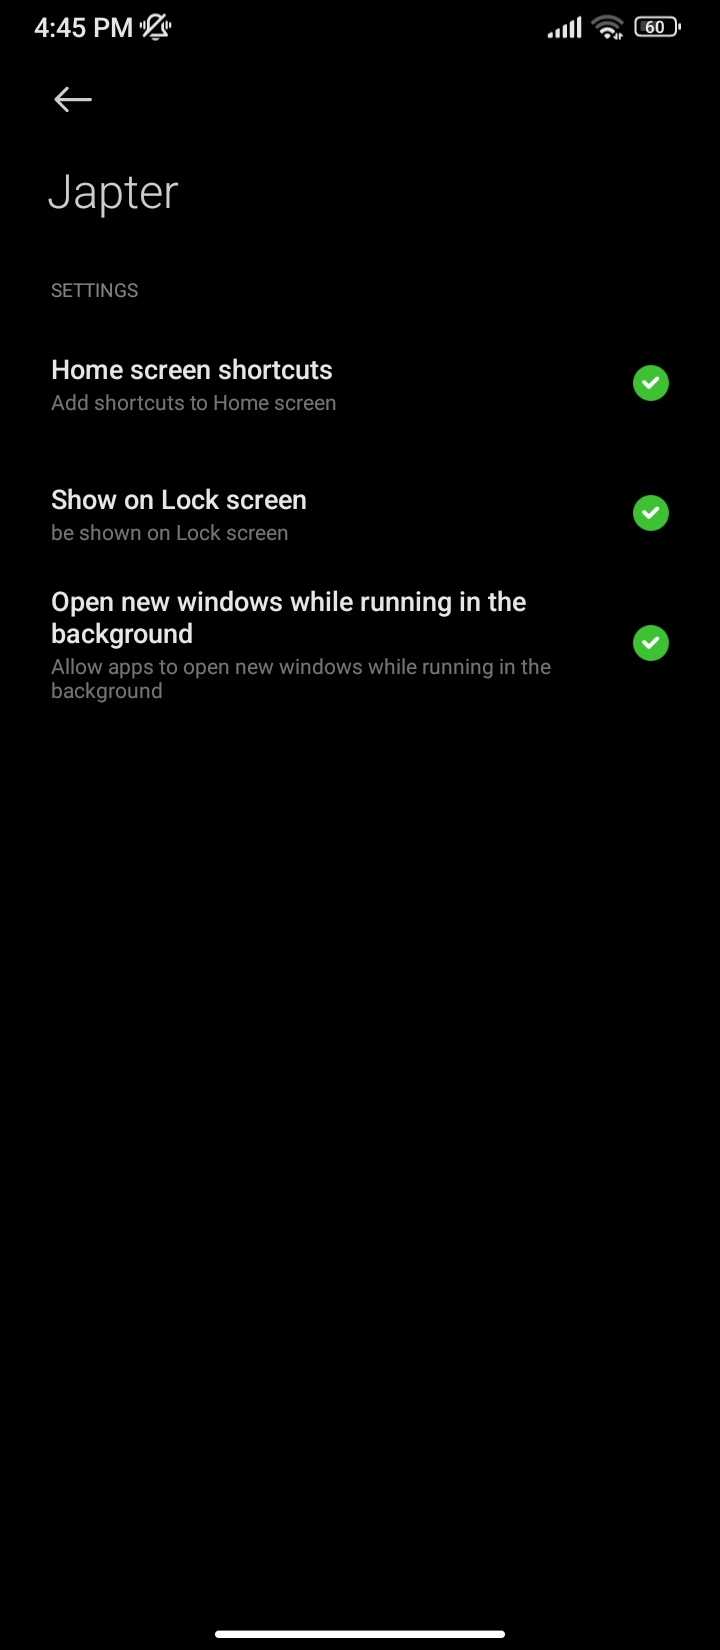 4:45 PM 60
Japter
SETTINGS
Home screen shortcuts
Add shortcuts to Home screen
Show on Lock screen
be shown on Lock screen
Open new windows while running in the
background
Allow apps to open new windows while running in the
background